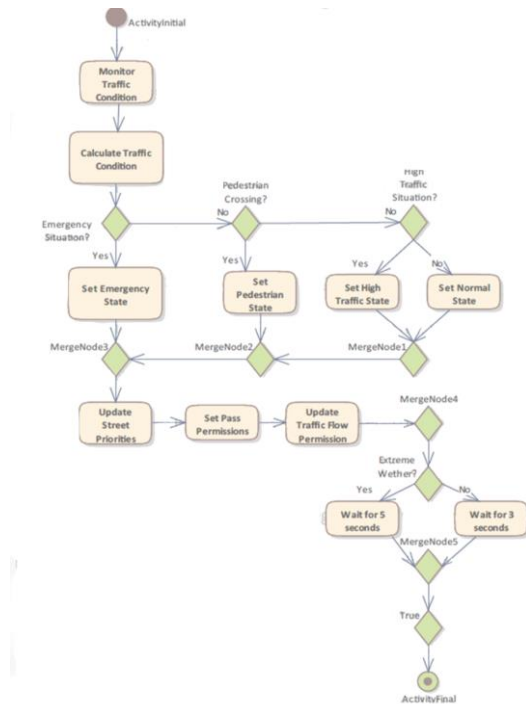 ActivityInitial
Monitor
Traffic
Condition
Calculate Traffic
Condition
Emergency
Situation?
No
Pedestrian
Crossing?
No
High
Traffic
Situation?
Yes
Yes
Yes
No
Set Emergency
State
Set
Pedestrian
State
Set High
Traffic State
Set Normal
State
MergeNode3
MergeNode2
MergeNode1
Update
Street
Priorities
Set Pass
Permissions
Update
Traffic Flow
Permission
MergeNode4
Extreme
Wether?
Yes
No
Wait for 5
seconds
Wait for 3
seconds
MergeNode5
True
ActivityFinal